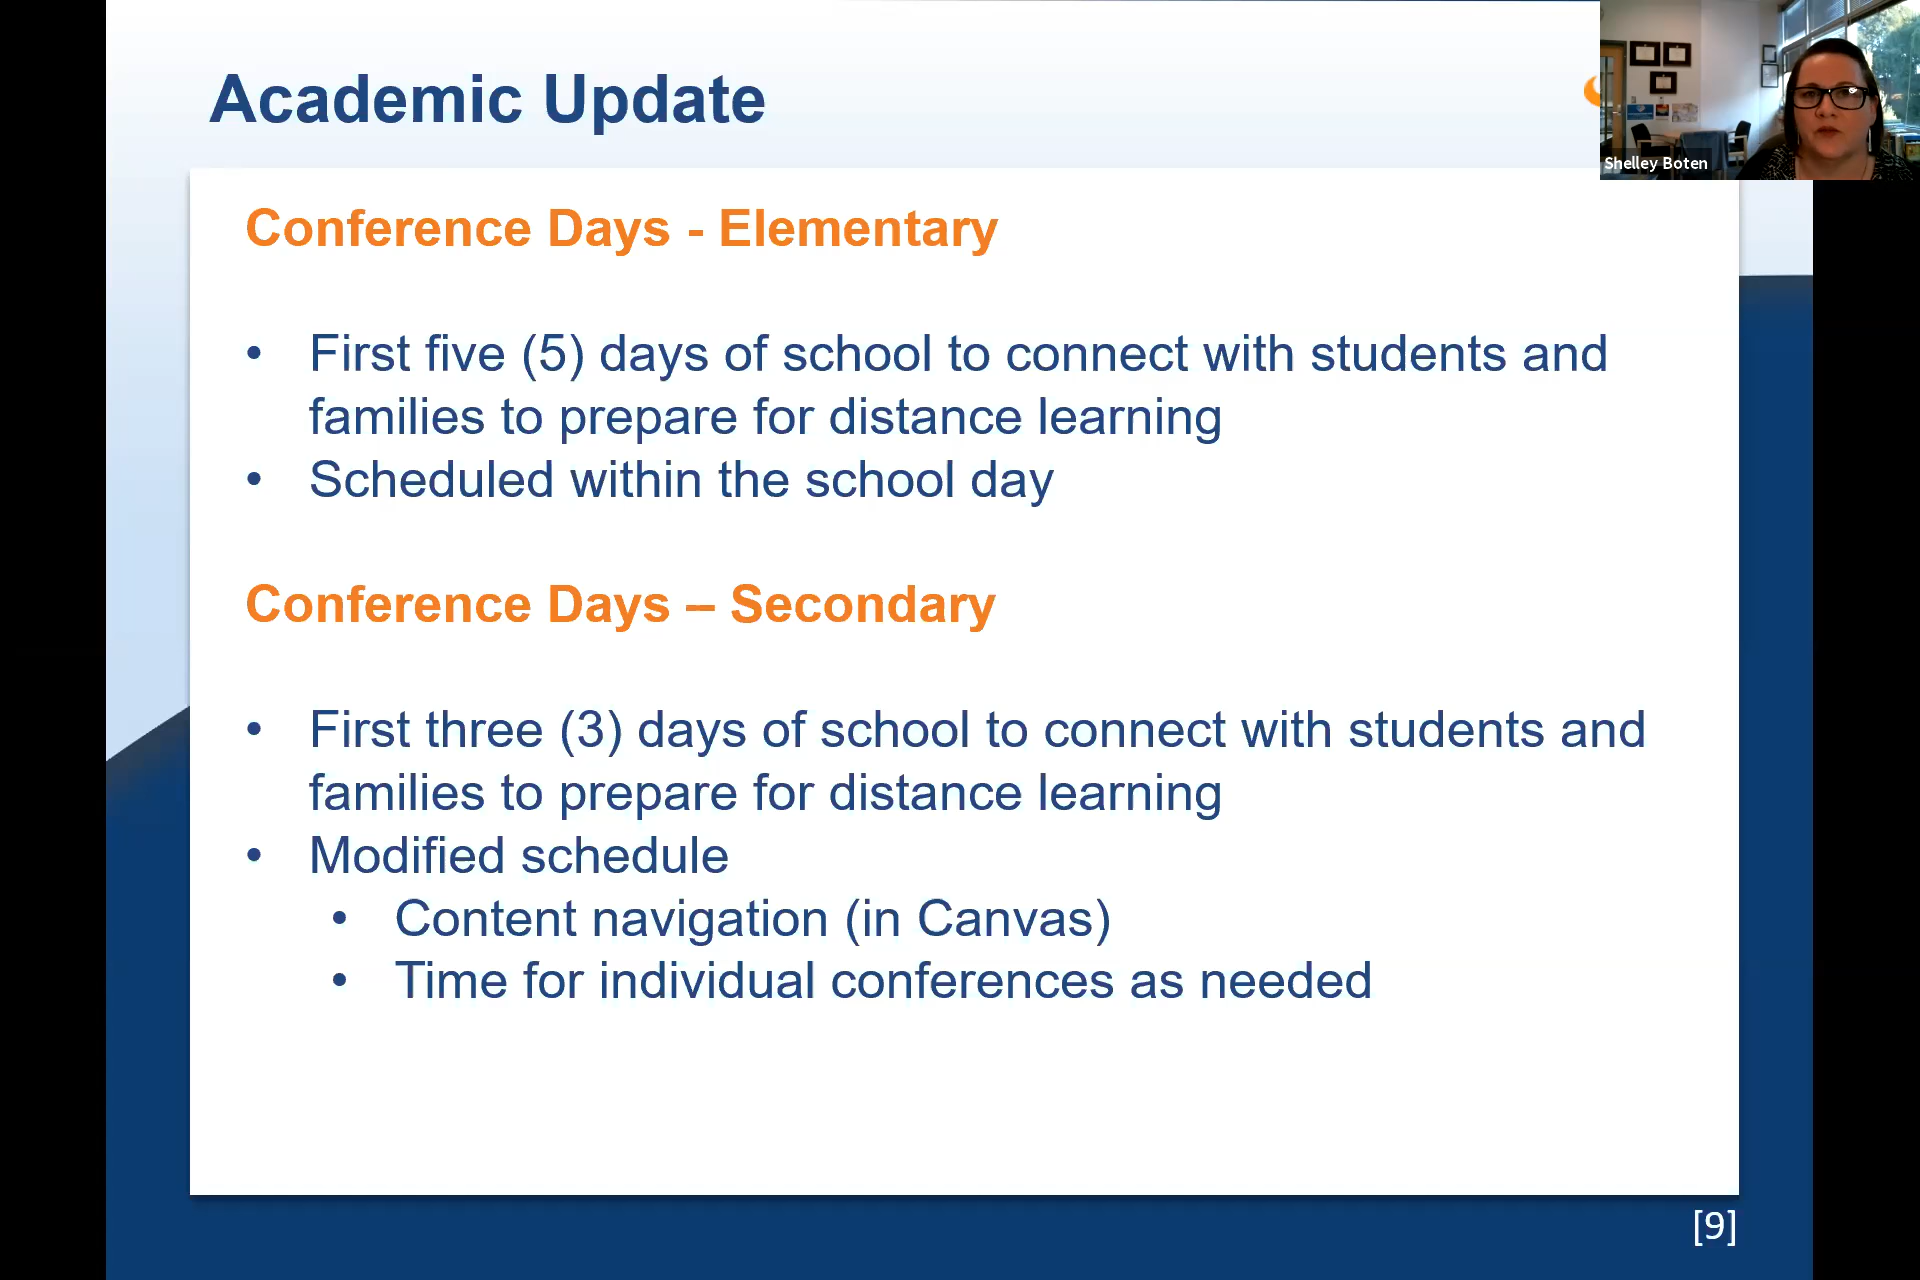 Academic Update
Shelley Boten
Conference Days - Elementary
• First five (5) days of school to connect with students and
families to prepare for distance learning
• Scheduled within the school day
Conference Days – Secondary
• First three (3) days of school to connect with students and
families to prepare for distance learning
• Modified schedule
• Content navigation (in Canvas)
• Time for individual conferences as needed
[9]